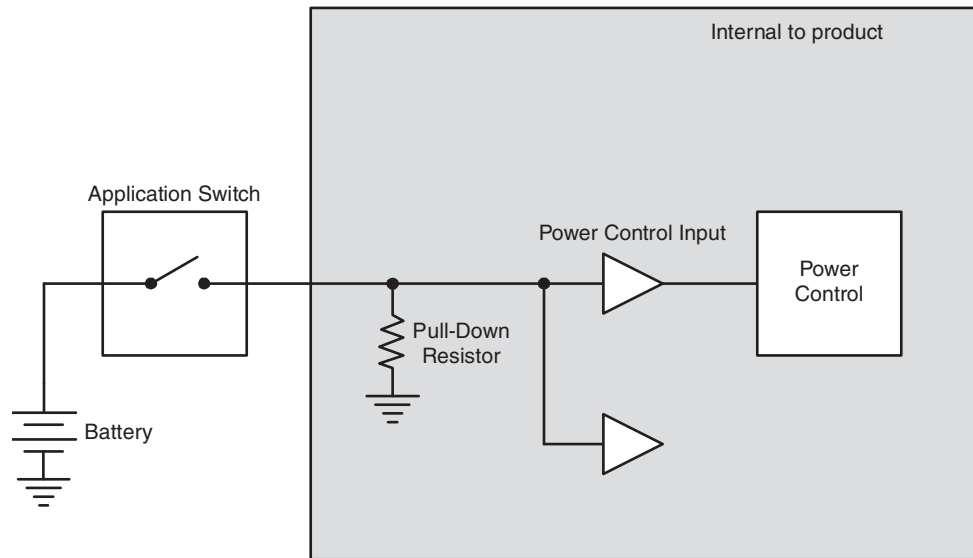 Internal to product
Application Switch
Power Control Input
Power
Control
Pull-Down
Resistor
Battery